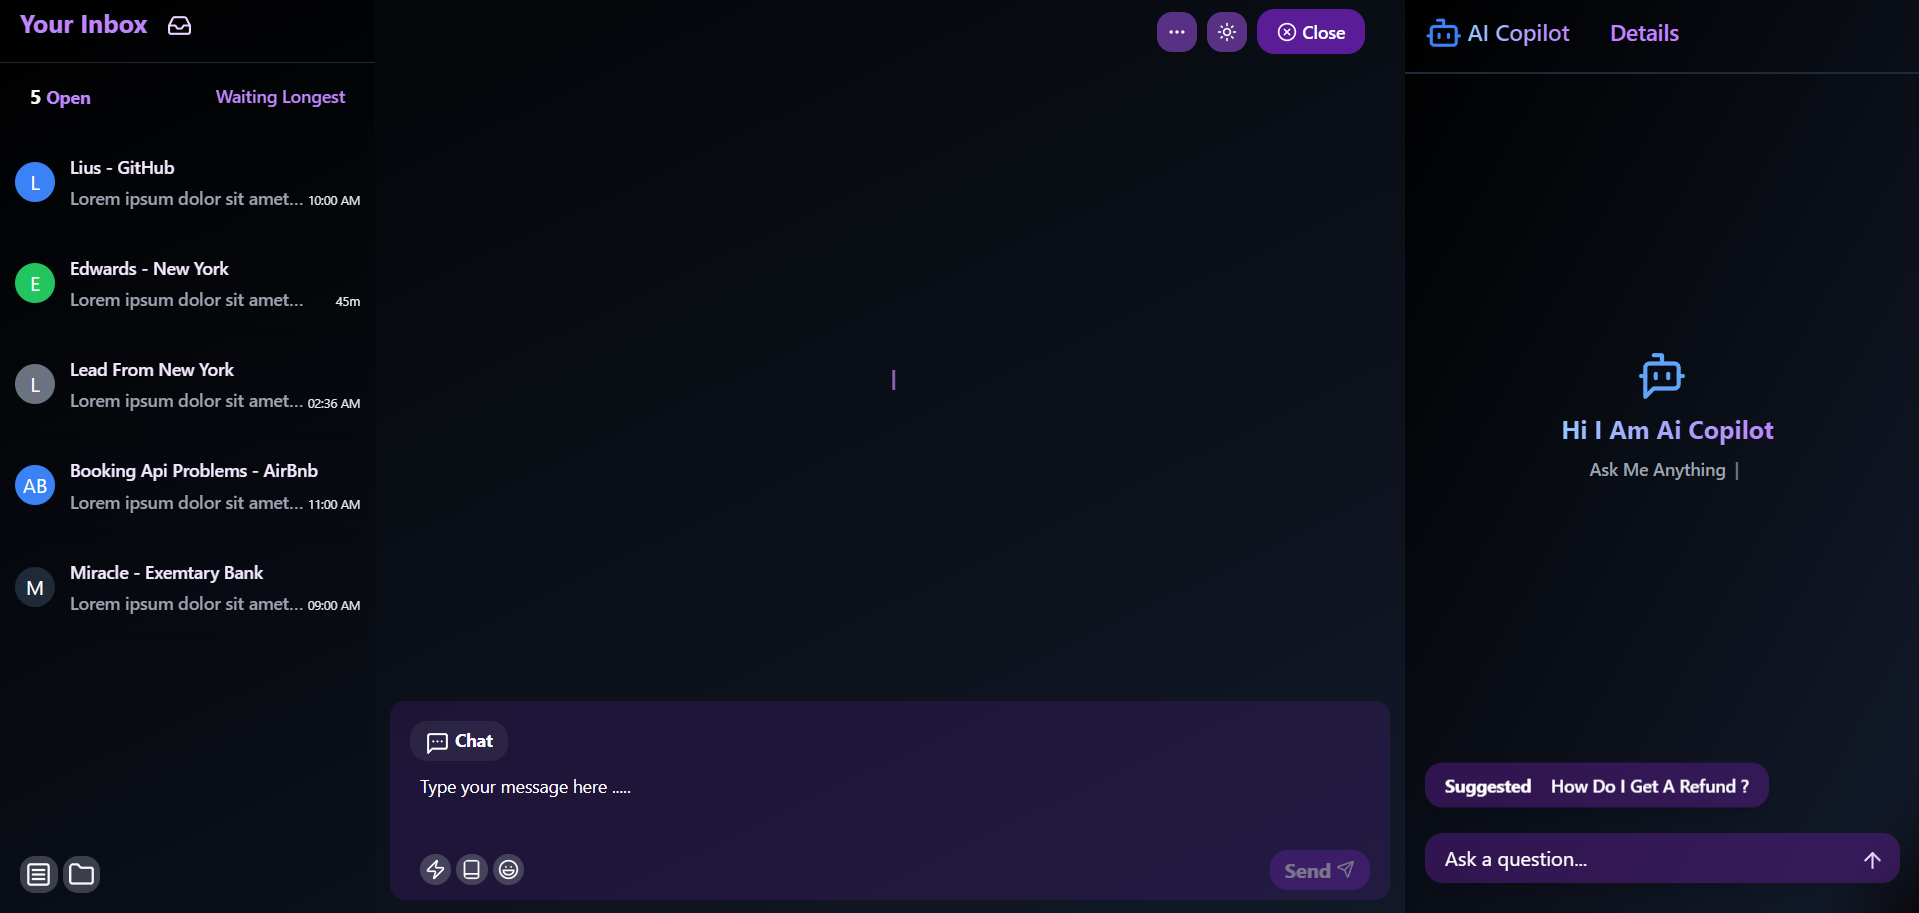 Your Inbox
5 Open
Waiting Longest
L
Lius - GitHub
Lorem ipsum dolor sit amet... 10:00 AM
E
Edwards - New York
Lorem ipsum dolor sit amet... 45m
L
Lead From New York
Lorem ipsum dolor sit amet... 02:36 AM
AB
Booking Api Problems - AirBnb
Lorem ipsum dolor sit amet... 11:00 AM
M
Miracle - Exemtary Bank
Lorem ipsum dolor sit amet... 09:00 AM
Close
Chat
Type your message here .....
Send
AI Copilot
Details
Hi I Am Ai Copilot
Ask Me Anything |
Suggested How Do I Get A Refund ?
Ask a question...